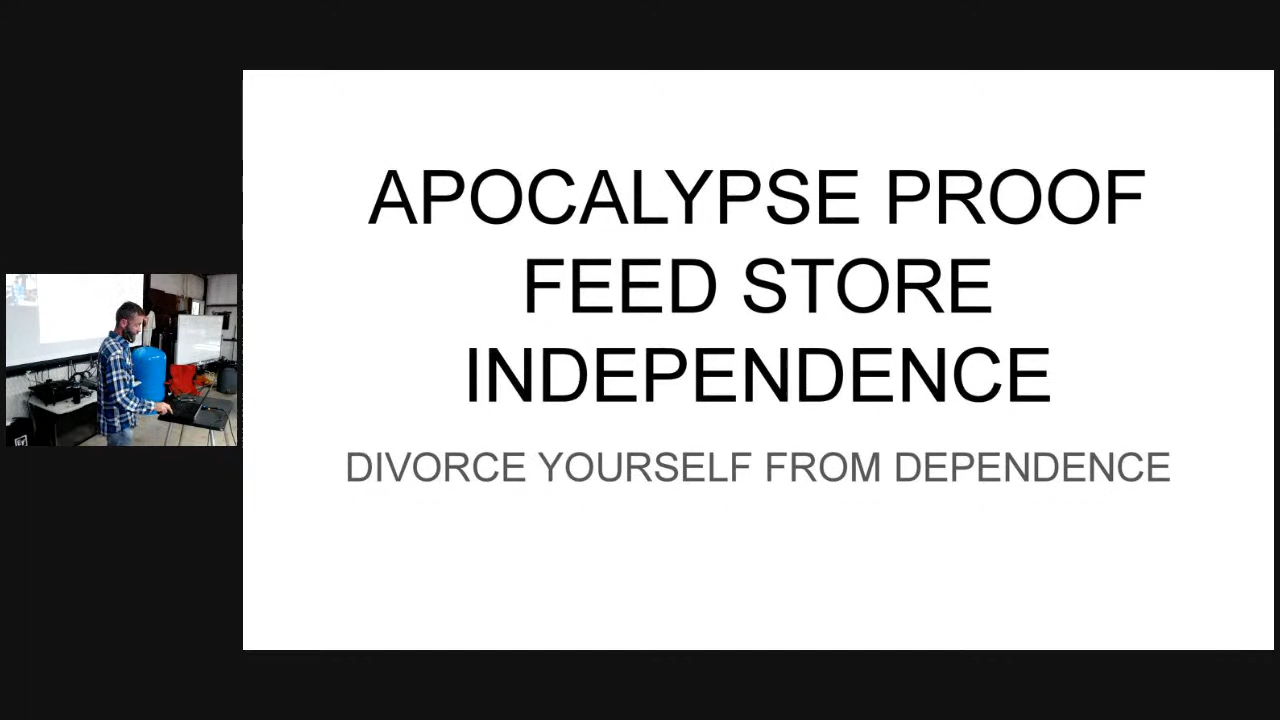 APOCALYPSE PROOF
FEED STORE
INDEPENDENCE
DIVORCE YOURSELF FROM DEPENDENCE